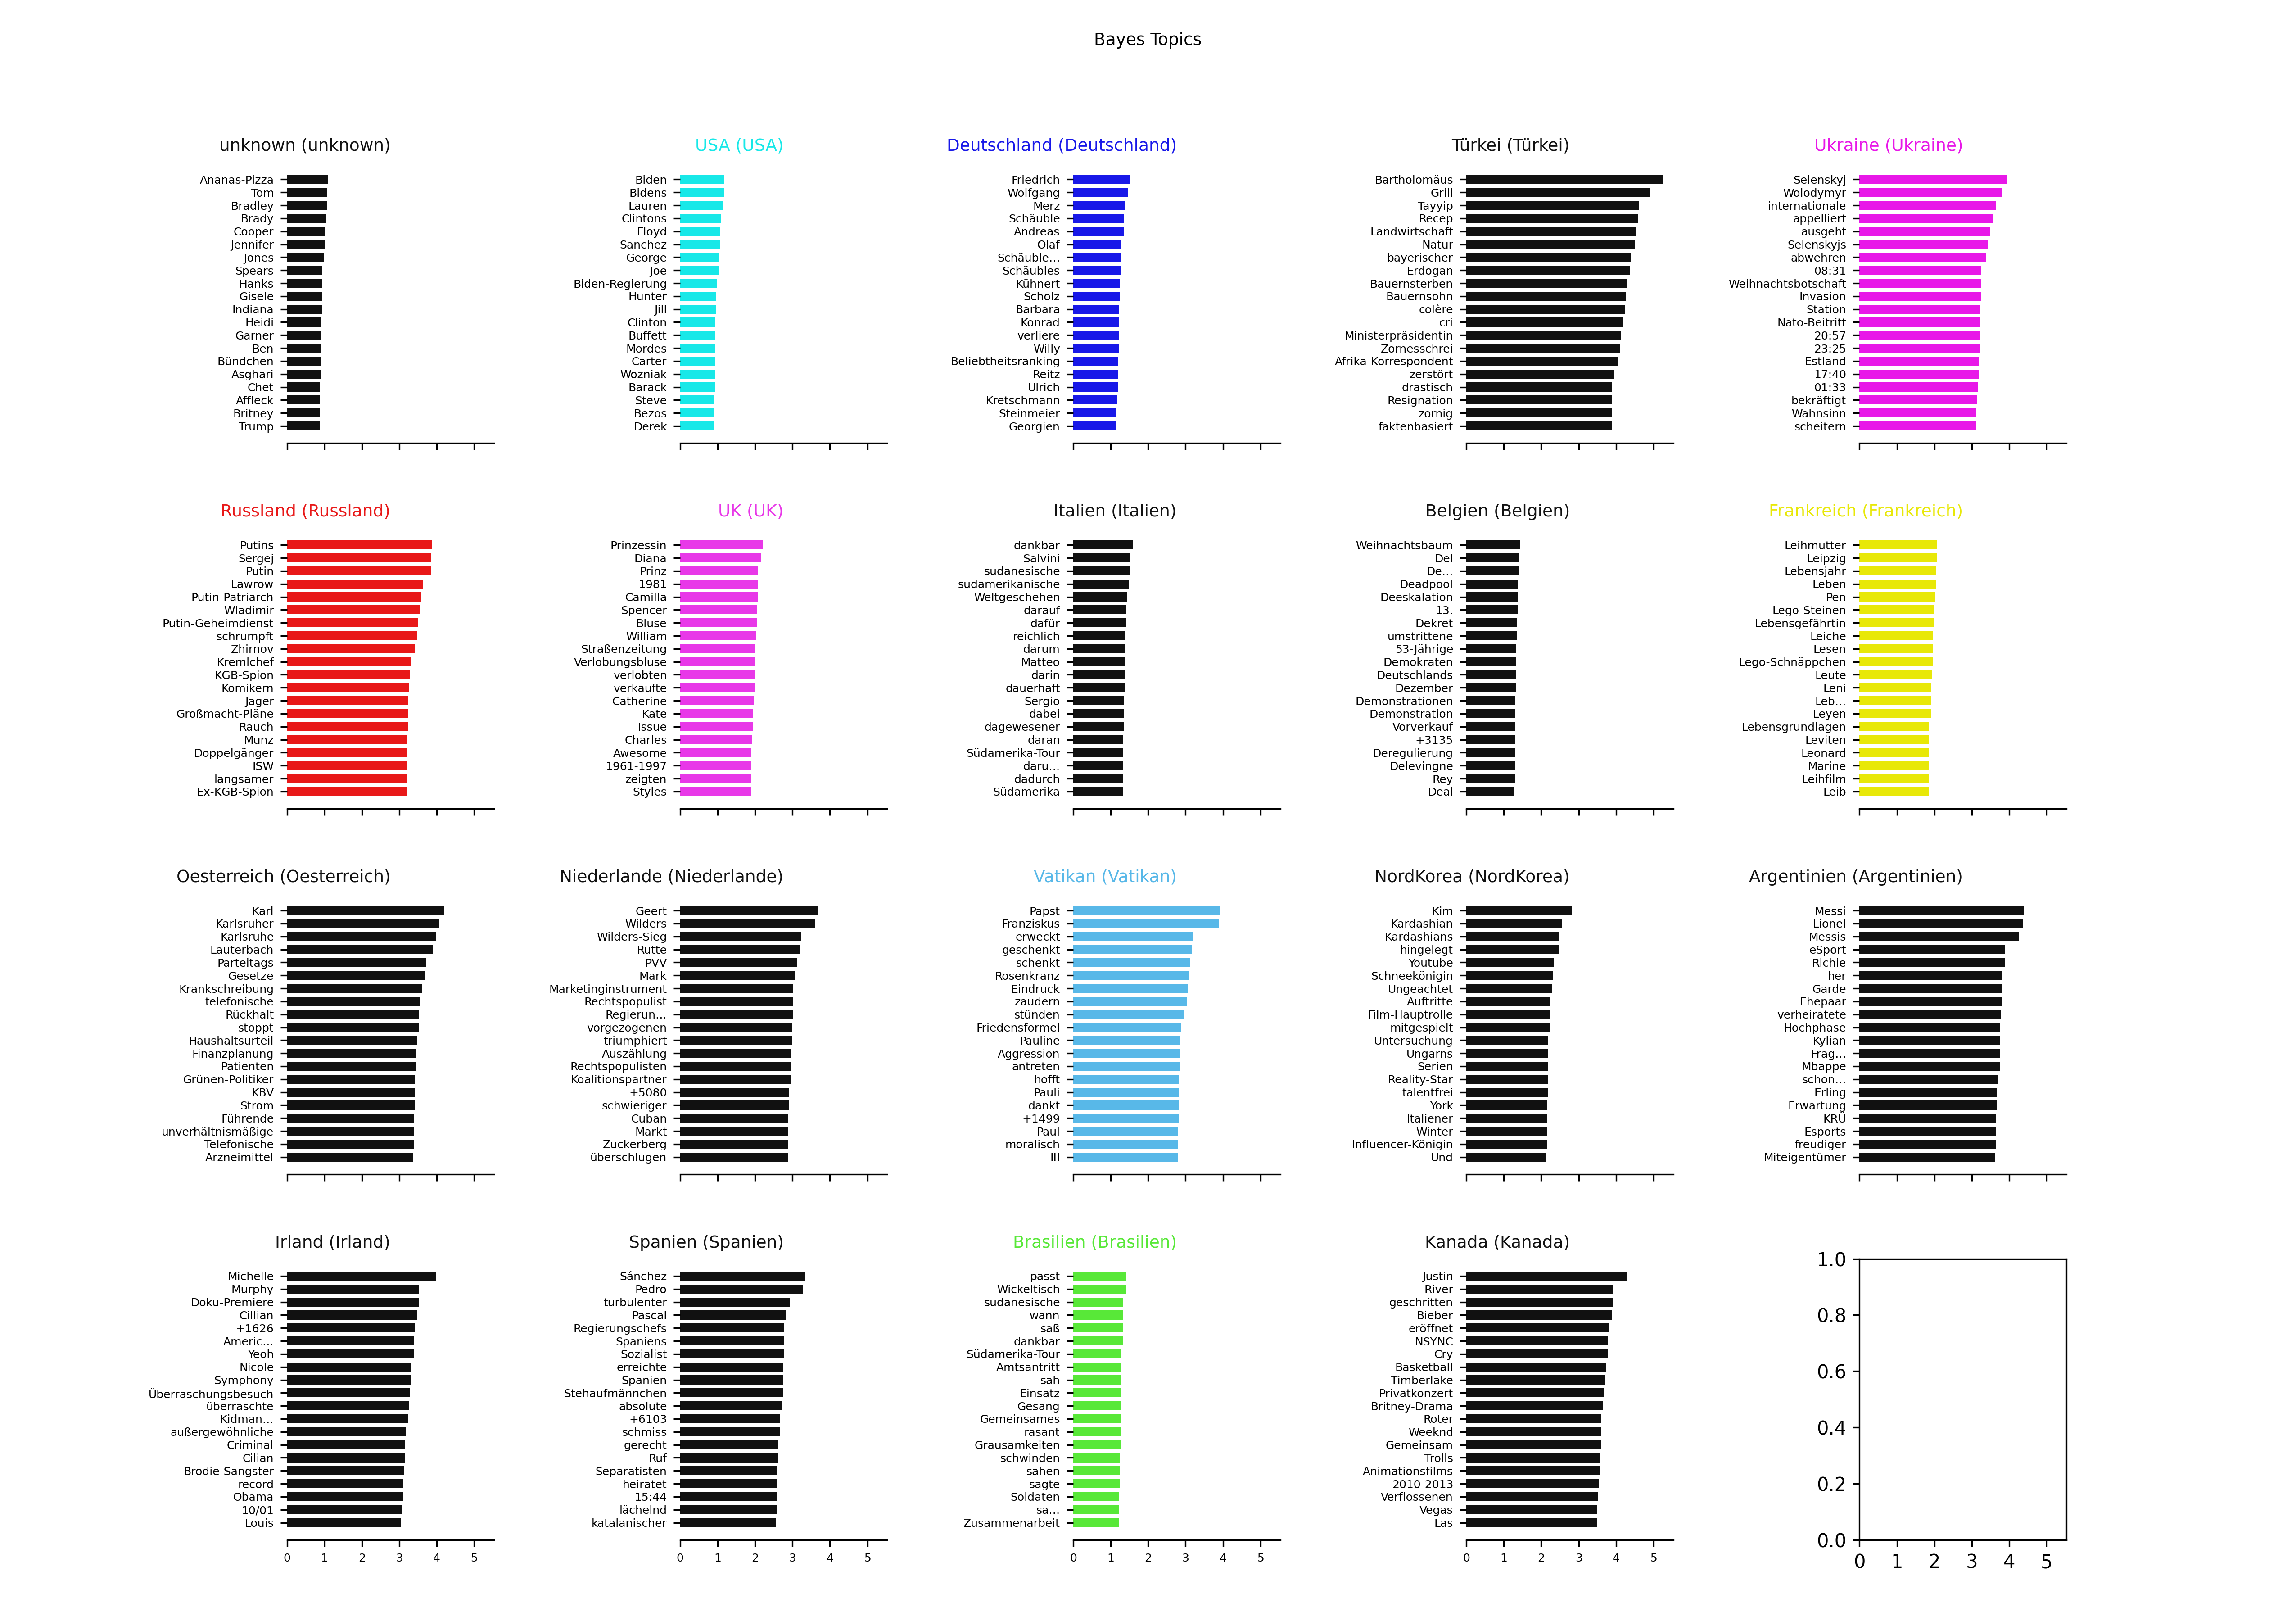 Bayes Topics
unknown (unknown)
Ananas-Pizza
Tom
Bradley
Brady
Cooper
Jennifer
Jones
Spears
Hanks
Gisele
Indiana
Heidi
Garner
Ben
Bündchen
Asghari
Chet
Affleck
Britney
Trump
USA (USA)
Biden
Bidens
Lauren
Clintons
Floyd
Sanchez
George
Joe
Biden-Regierung
Hunter
Jill
Clinton
Buffett
Mordes
Carter
Wozniak
Barack
Steve
Bezos
Derek
Deutschland (Deutschland)
Friedrich
Wolfgang
Merz
Schäuble
Andreas
Olaf
Schäuble...
Schäubles
Kühnert
Scholz
Barbara
Konrad
verliere
Willy
Beliebtheitsranking
Reitz
Ulrich
Kretschmann
Steinmeier
Georgien
Türkei (Türkei)
Bartholomäus
Grill
Tayyip
Recep
Landwirtschaft
Natur
bayerischer
Erdogan
Bauernsterben
Bauernsohn
colère
cri
Ministerpräsidentin
Zornesschrei
Afrika-Korrespondent
zerstört
drastisch
Resignation
zornig
faktenbasiert
Ukraine (Ukraine)
Selenskyj
Wolodymyr
internationale
appelliert
ausgeht
Selenskyjs
abwehren
08:31
Weihnachtsbotschaft
Invasion
Station
Nato-Beitritt
20:57
23:25
Estland
17:40
01:33
bekräftigt
Wahnsinn
scheitern
Russland (Russland)
Putins
Sergej
Putin
Lawrow
Putin-Patriarch
Wladimir
Putin-Geheimdienst
schrumpft
Zhirnov
Kremlchef
KGB-Spion
Komikern
Jäger
Großmacht-Pläne
Rauch
Munz
Doppelgänger
ISW
langsamer
Ex-KGB-Spion
UK (UK)
Prinzessin
Diana
Prinz
1981
Camilla
Spencer
Bluse
William
Straßenzeitung
Verlobungsbluse
verlobten
verkaufte
Catherine
Kate
Issue
Charles
Awesome
1961-1997
zeigten
Styles
Italien (Italien)
dankbar
Salvini
sudanesische
südamerikanische
Weltgeschehen
darauf
dafür
reichlich
darum
Matteo
darin
dauerhaft
Sergio
dabei
dagewesener
daran
Südamerika-Tour
daru...
dadurch
Südamerika
Belgien (Belgien)
Weihnachtsbaum
Del
De...
Deadpool
Deeskalation
13.
Dekret
umstrittene
53-Jährige
Demokraten
Deutschlands
Dezember
Demonstrationen
Demonstration
Vorverkauf
+3135
Deregulierung
Delevingne
Rey
Deal
Frankreich (Frankreich)
Leihmutter
Leipzig
Lebensjahr
Leben
Pen
Lego-Steinen
Lebensgefährtin
Leiche
Lesen
Lego-Schnäppchen
Leute
Leni
Leb...
Leyen
Lebensgrundlagen
Leviten
Leonard
Marine
Leihfilm
Leib
Oesterreich (Oesterreich)
Karl
Karlsruher
Karlsruhe
Lauterbach
Parteitags
Gesetze
Krankschreibung
telefonische
Rückhalt
stoppt
Haushaltsurteil
Finanzplanung
Patienten
Grünen-Politiker
KBV
Strom
Führende
unverhältnismäßige
Telefonische
Arzneimittel
Niederlande (Niederlande)
Geert
Wilders
Wilders-Sieg
Rutte
PVV
Mark
Marketinginstrument
Rechtspopulist
Regierun...
vorgezogenen
triumphiert
Auszählung
Rechtspopulisten
Koalitionspartner
+5080
schwieriger
Cuban
Markt
Zuckerberg
überschlugen
Vatikan (Vatikan)
Papst
Franziskus
erweckt
geschenkt
schenkt
Rosenkranz
Eindruck
zaudern
stünden
Friedensformel
Pauline
Aggression
antreten
hofft
Pauli
dankt
+1499
Paul
moralisch
III
NordKorea (NordKorea)
Kim
Kardashian
Kardashians
hingelegt
Youtube
Schneekönigin
Ungeachtet
Auftritte
Film-Hauptrolle
mitgespielt
Untersuchung
Ungarns
Serien
Reality-Star
talentfrei
York
Italiener
Winter
Influencer-Königin
Und
Argentinien (Argentinien)
Messi
Lionel
Messis
eSport
Richie
her
Garde
Ehepaar
verheiratete
Hochphase
Kylian
Frag...
Mbappe
schon...
Erling
Erwartung
KRÜ
Esports
freudiger
Miteigentümer
Irland (Irland)
Michelle
Murphy
Doku-Premiere
Cillian
+1626
Americ...
Yeoh
Nicole
Symphony
Überraschungsbesuch
überraschte
Kidman...
außergewöhnliche
Criminal
Cilian
Brodie-Sangster
record
Obama
10/01
Louis
0 1 2 3 4 5
Spanien (Spanien)
Sánchez
Pedro
turbulenter
Pascal
Regierungschefs
Spaniens
Sozialist
erreichte
Spanien
Stehaufmännchen
absolute
+6103
schmiss
gerecht
Ruf
Separatisten
heiratet
15:44
lächelnd
katalanischer
0 1 2 3 4 5
Brasilien (Brasilien)
passt
Wickeltisch
sudanesische
wann
saß
dankbar
Südamerika-Tour
Amtsantritt
sah
Einsatz
Gesang
Gemeinsames
rasant
Grausamkeiten
schwinden
sahen
sagte
Soldaten
sa...
Zusammenarbeit
0 1 2 3 4 5
Kanada (Kanada)
Justin
River
geschritten
Bieber
eröffnet
NSYNC
Cry
Basketball
Timberlake
Privatkonzert
Britney-Drama
Roter
Weeknd
Gemeinsam
Trolls
Animationsfilms
2010-2013
Verflossenen
Vegas
Las
0 1 2 3 4 5
1.0
0.8
0.6
0.4
0.2
0.0
0 1 2 3 4 5